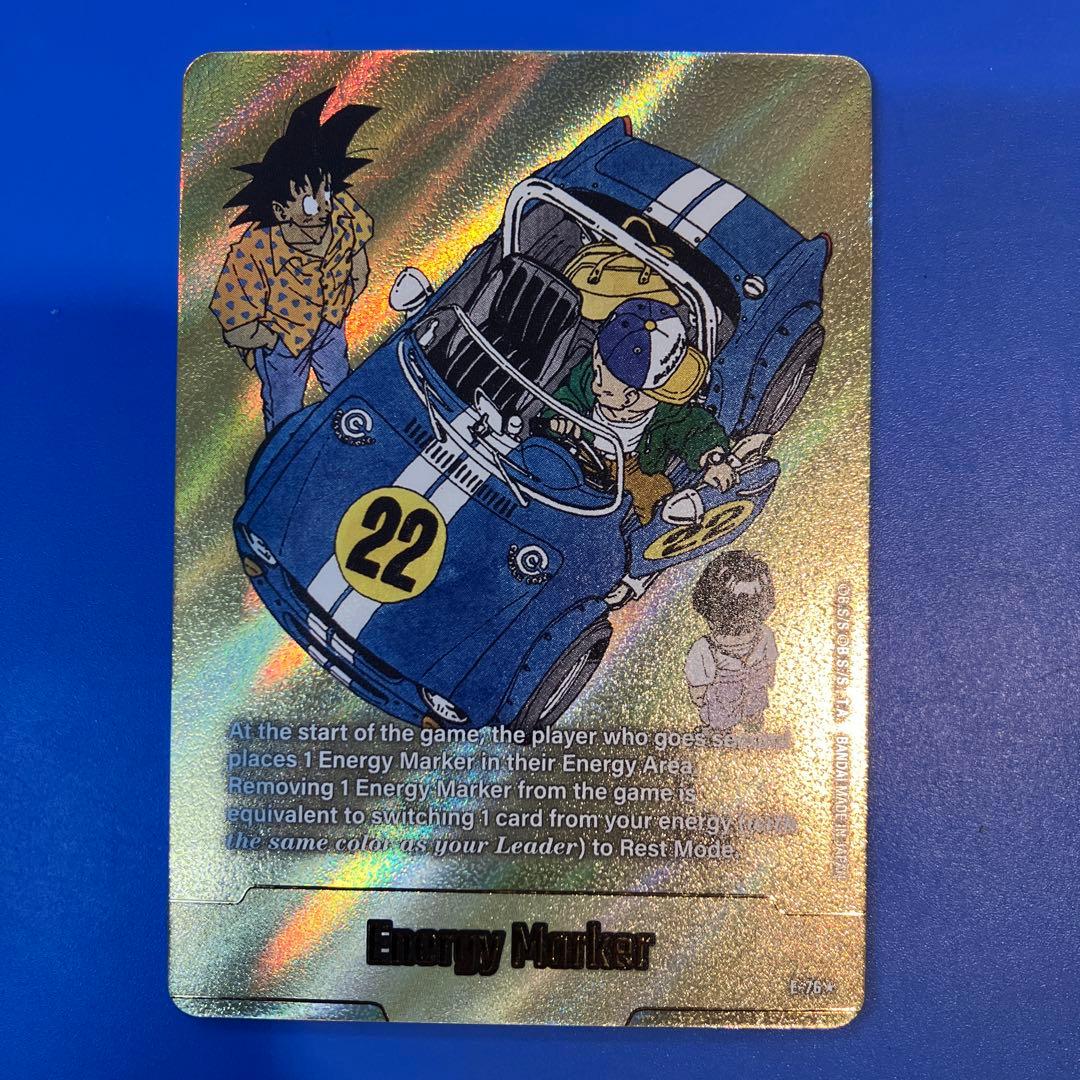 22
22
At the start of the game, the player who goes second
places 1 Energy Marker in their Energy Area.
Removing 1 Energy Marker from the game is
equivalent to switching 1 card from your energy
the same color as your Leader) to Rest Mode.
©B.S./S ©B.S./S., T.A. BANDAI MADE IN JAPAN
Energy Marker
E-76★